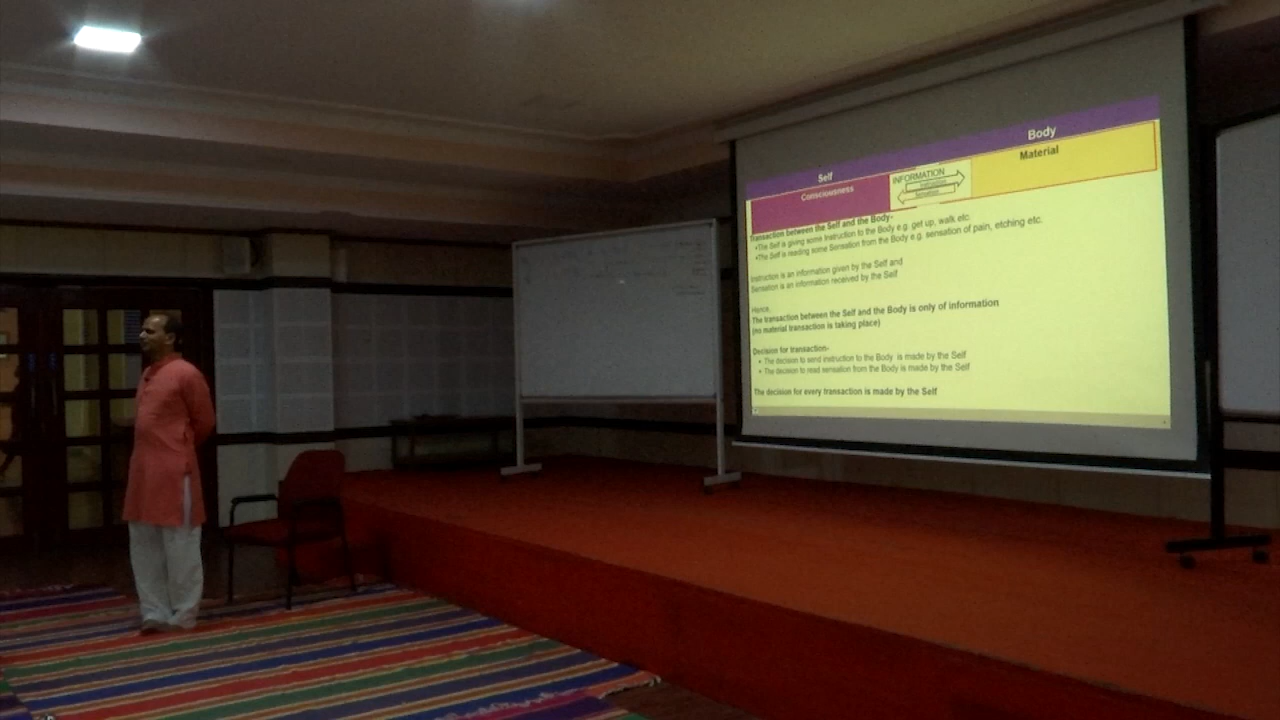 Self
Body
Consciousness
INFORMATION
Instruction
Sensation
Material
Transaction between the Self and the Body-
•The Self is giving some Instruction to the Body e.g. get up, walk etc.
•The Self is reading some Sensation from the Body e.g. sensation of pain, etching etc.
Instruction is an information given by the Self and
Sensation is an information received by the Self
Hence,
The transaction between the Self and the Body is only of information
(no material transaction is taking place)
Decision for transaction-
• The decision to send instruction to the Body is made by the Self
• The decision to read sensation from the Body is made by the Self
The decision for every transaction is made by the Self